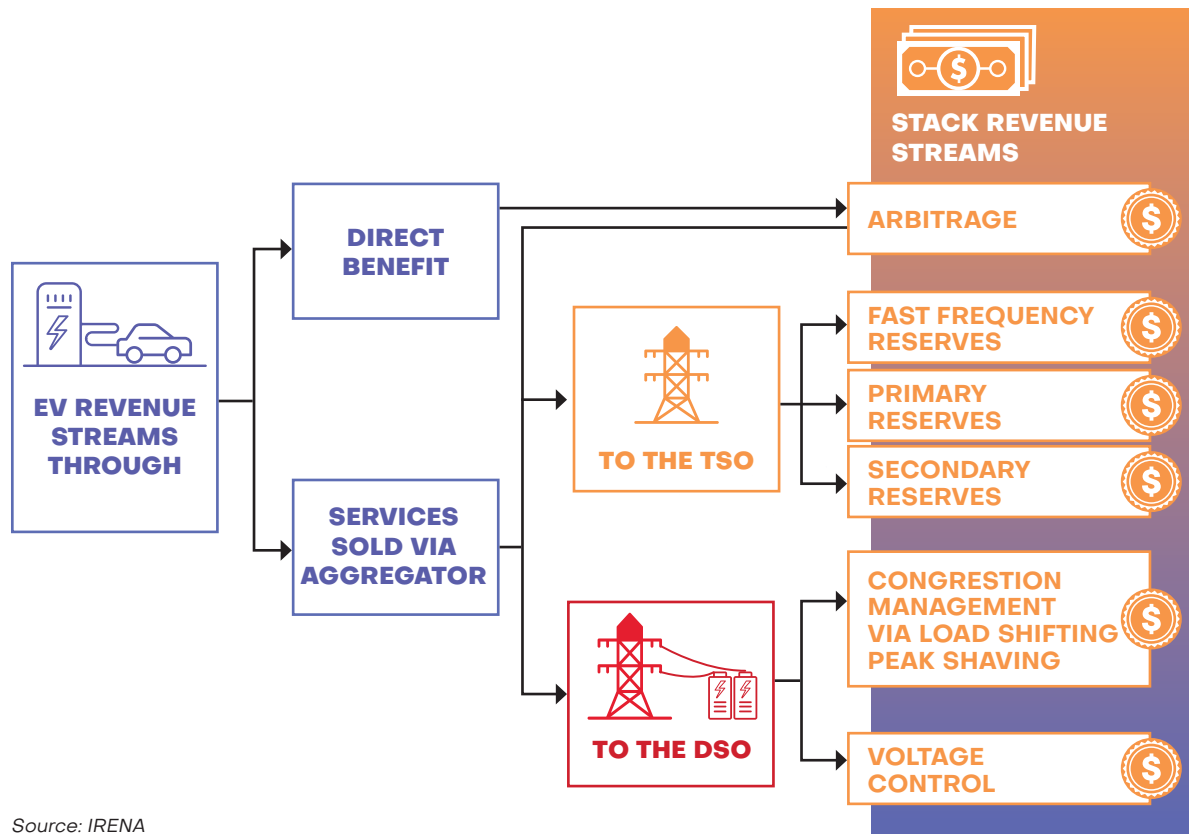 STACK REVENUE
STREAMS
ARBITRAGE
DIRECT
BENEFIT
EV REVENUE
STREAMS
THROUGH
SERVICES
SOLD VIA
AGGREGATOR
TO THE TSO
FAST FREQUENCY
RESERVES
PRIMARY
RESERVES
SECONDARY
RESERVES
TO THE DSO
CONGRESTION
MANAGEMENT
VIA LOAD SHIFTING
PEAK SHAVING
VOLTAGE
CONTROL
Source: IRENA